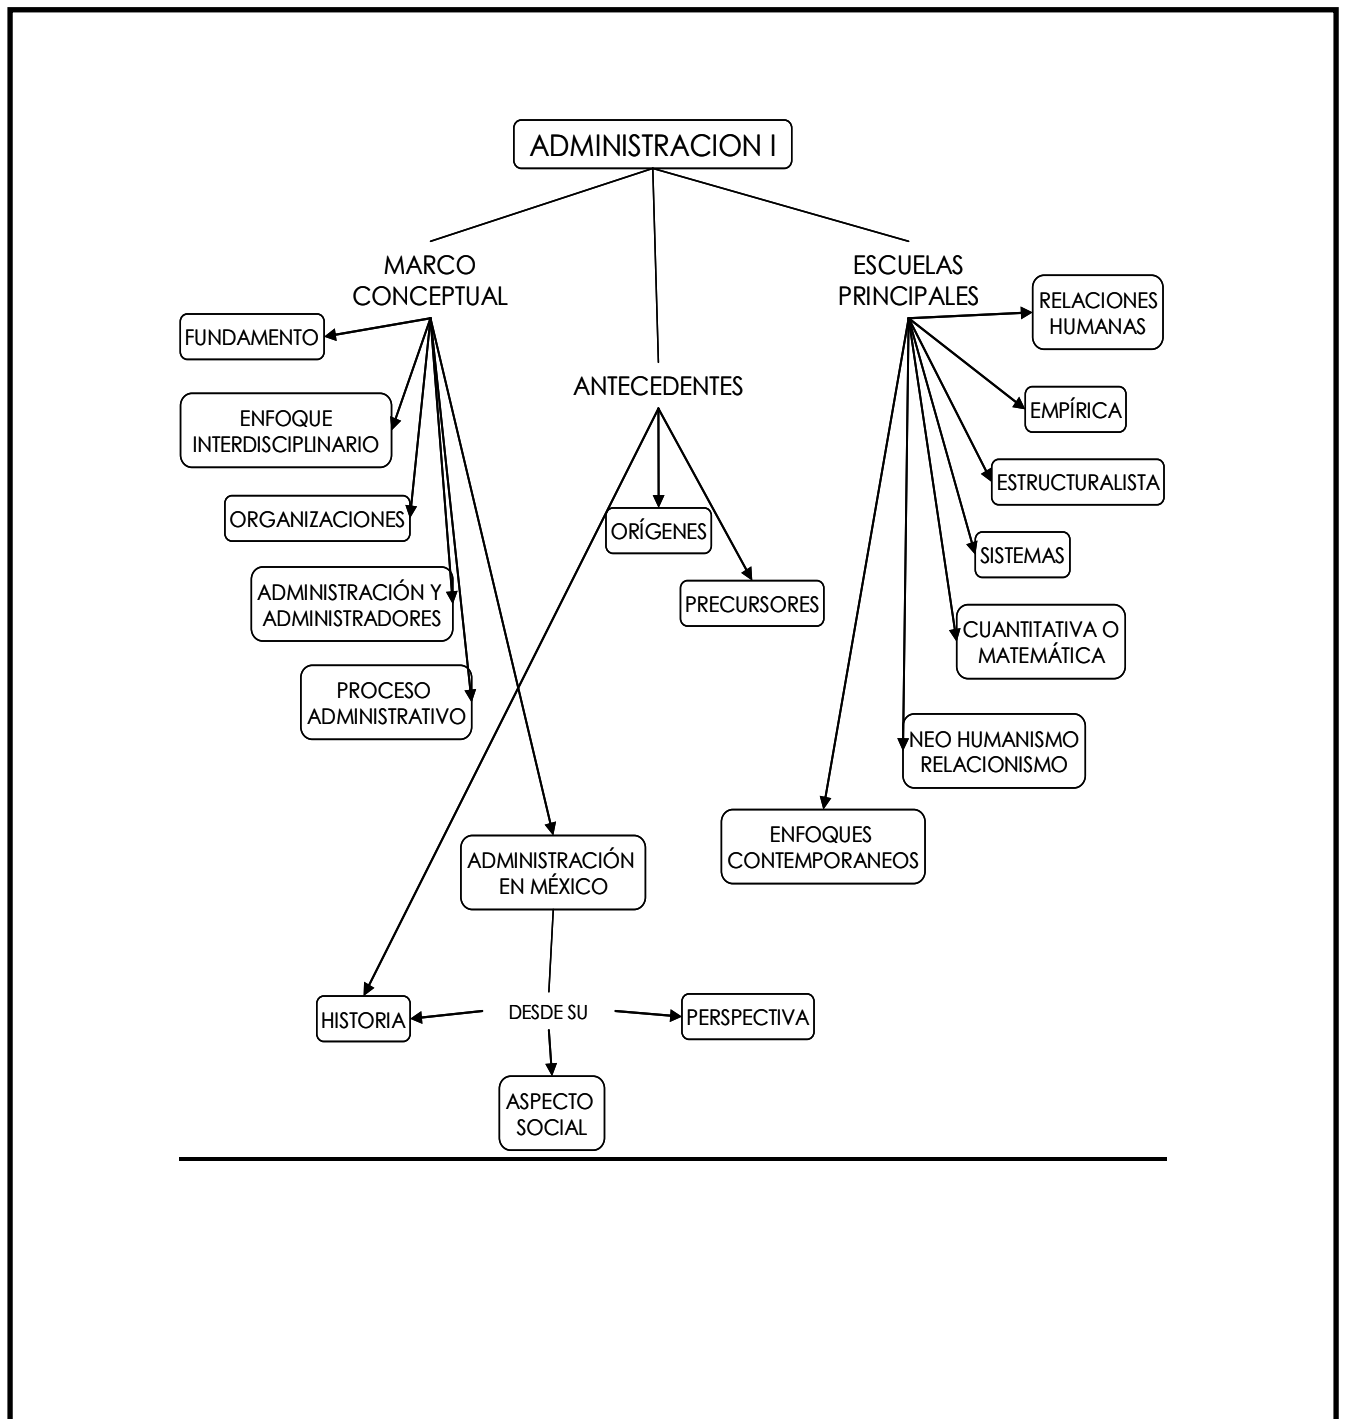 ADMINISTRACION I
MARCO
CONCEPTUAL
ESCUELAS
PRINCIPALES
RELACIONES
HUMANAS
FUNDAMENTO
ANTECEDENTES
ENFOQUE
INTERDISCIPLINARIO
EMPÍRICA
ESTRUCTURALISTA
ORGANIZACIONES
ORÍGENES
SISTEMAS
ADMINISTRACIÓN Y
ADMINISTRADORES
PRECURSORES
CUANTITATIVA O
MATEMÁTICA
PROCESO
ADMINISTRATIVO
NEO HUMANISMO
RELACIONISMO
ENFOQUES
CONTEMPORANEOS
ADMINISTRACIÓN
EN MÉXICO
HISTORIA
DESDE SU
PERSPECTIVA
ASPECTO
SOCIAL